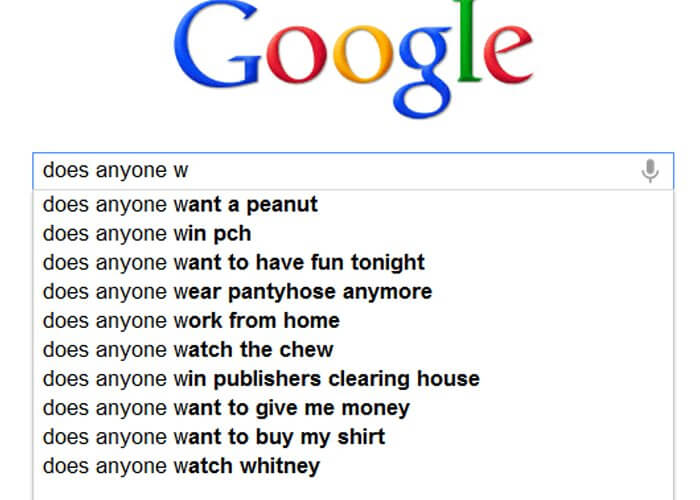 Google
does anyone w
does anyone want a peanut
does anyone win pch
does anyone want to have fun tonight
does anyone wear pantyhose anymore
does anyone work from home
does anyone watch the chew
does anyone win publishers clearing house
does anyone want to give me money
does anyone want to buy my shirt
does anyone watch whitney